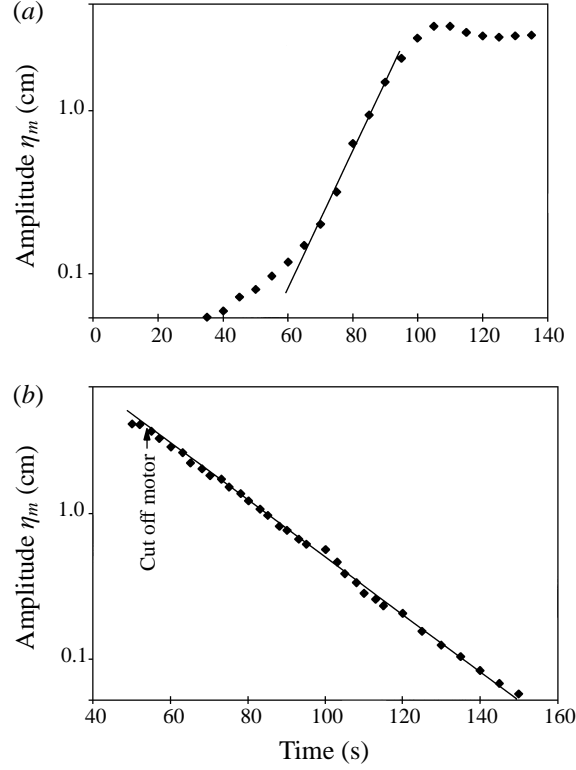 (a)
Amplitude ηm (cm)
1.0
0.1
0 20 40 60 80 100 120 140
(b)
Amplitude ηm (cm)
1.0
0.1
Cut off motor
40 60 80 100 120 140 160
Time (s)